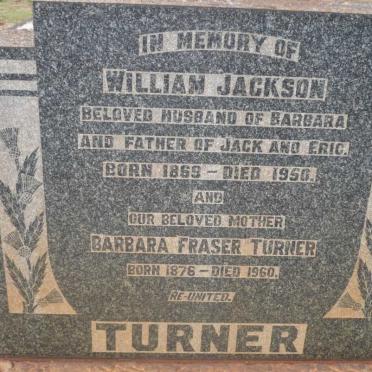 IN MEMORY OF
WILLIAM JACKSON
BELOVED HUSBAND OF BARBARA
AND FATHER OF JACK AND ERIC.
BORN 1869 – DIED 1950.
AND
OUR BELOVED MOTHER
BARBARA FRASER TURNER
BORN 1876 – DIED 1960.
RE-UNITED.
TURNER